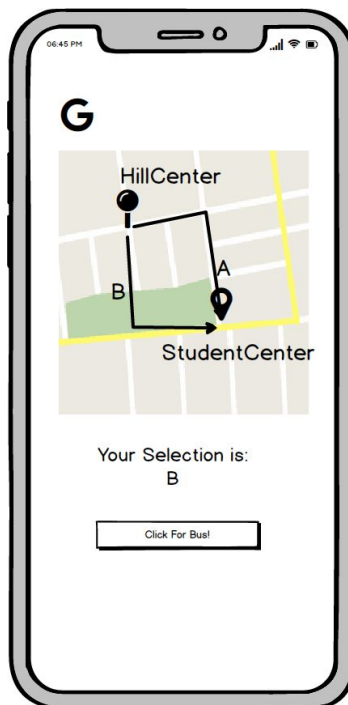 06:45 PM
G
HillCenter
A
B
StudentCenter
Your Selection is:
B
Click For Bus!